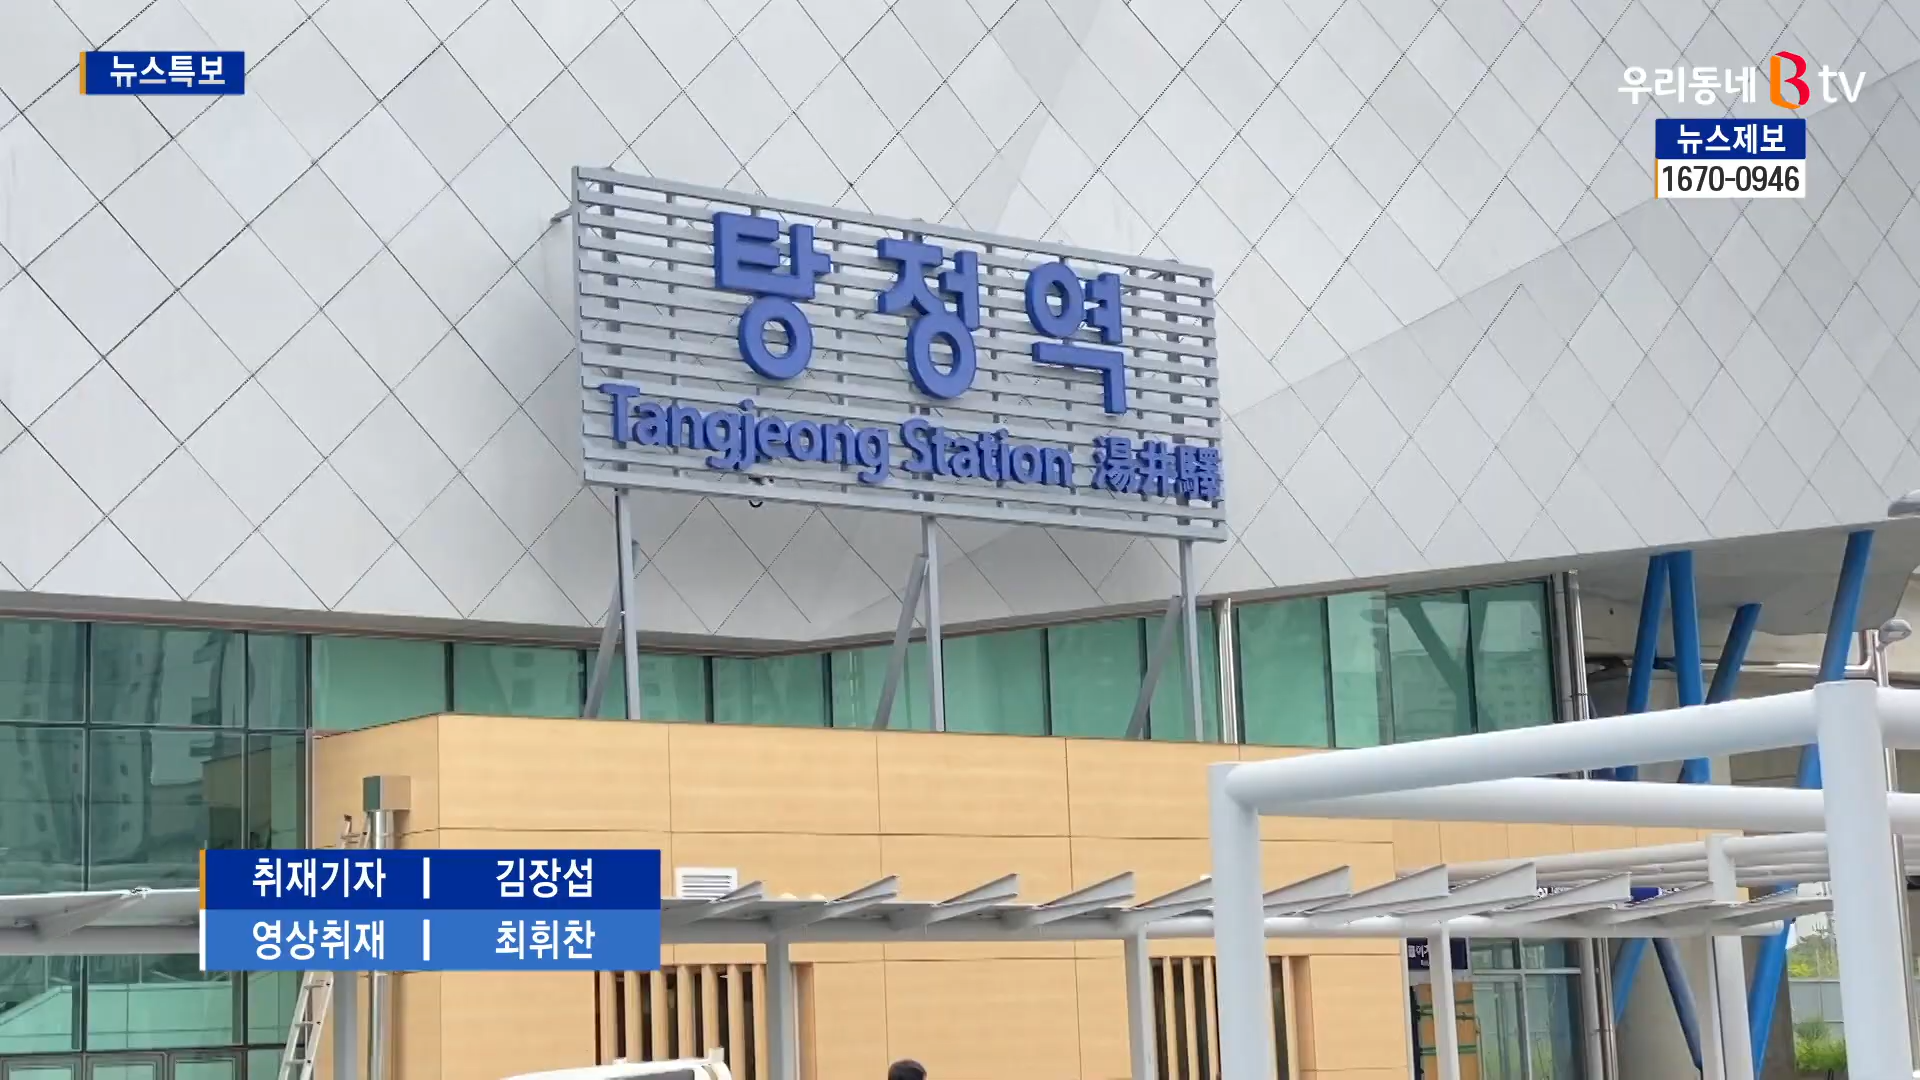 뉴스특보
우리동네 B tv
뉴스제보
1670-0946
탕정역
Tangjeong Station 湯井驛
취재기자 | 김장섭
영상취재 | 최휘찬